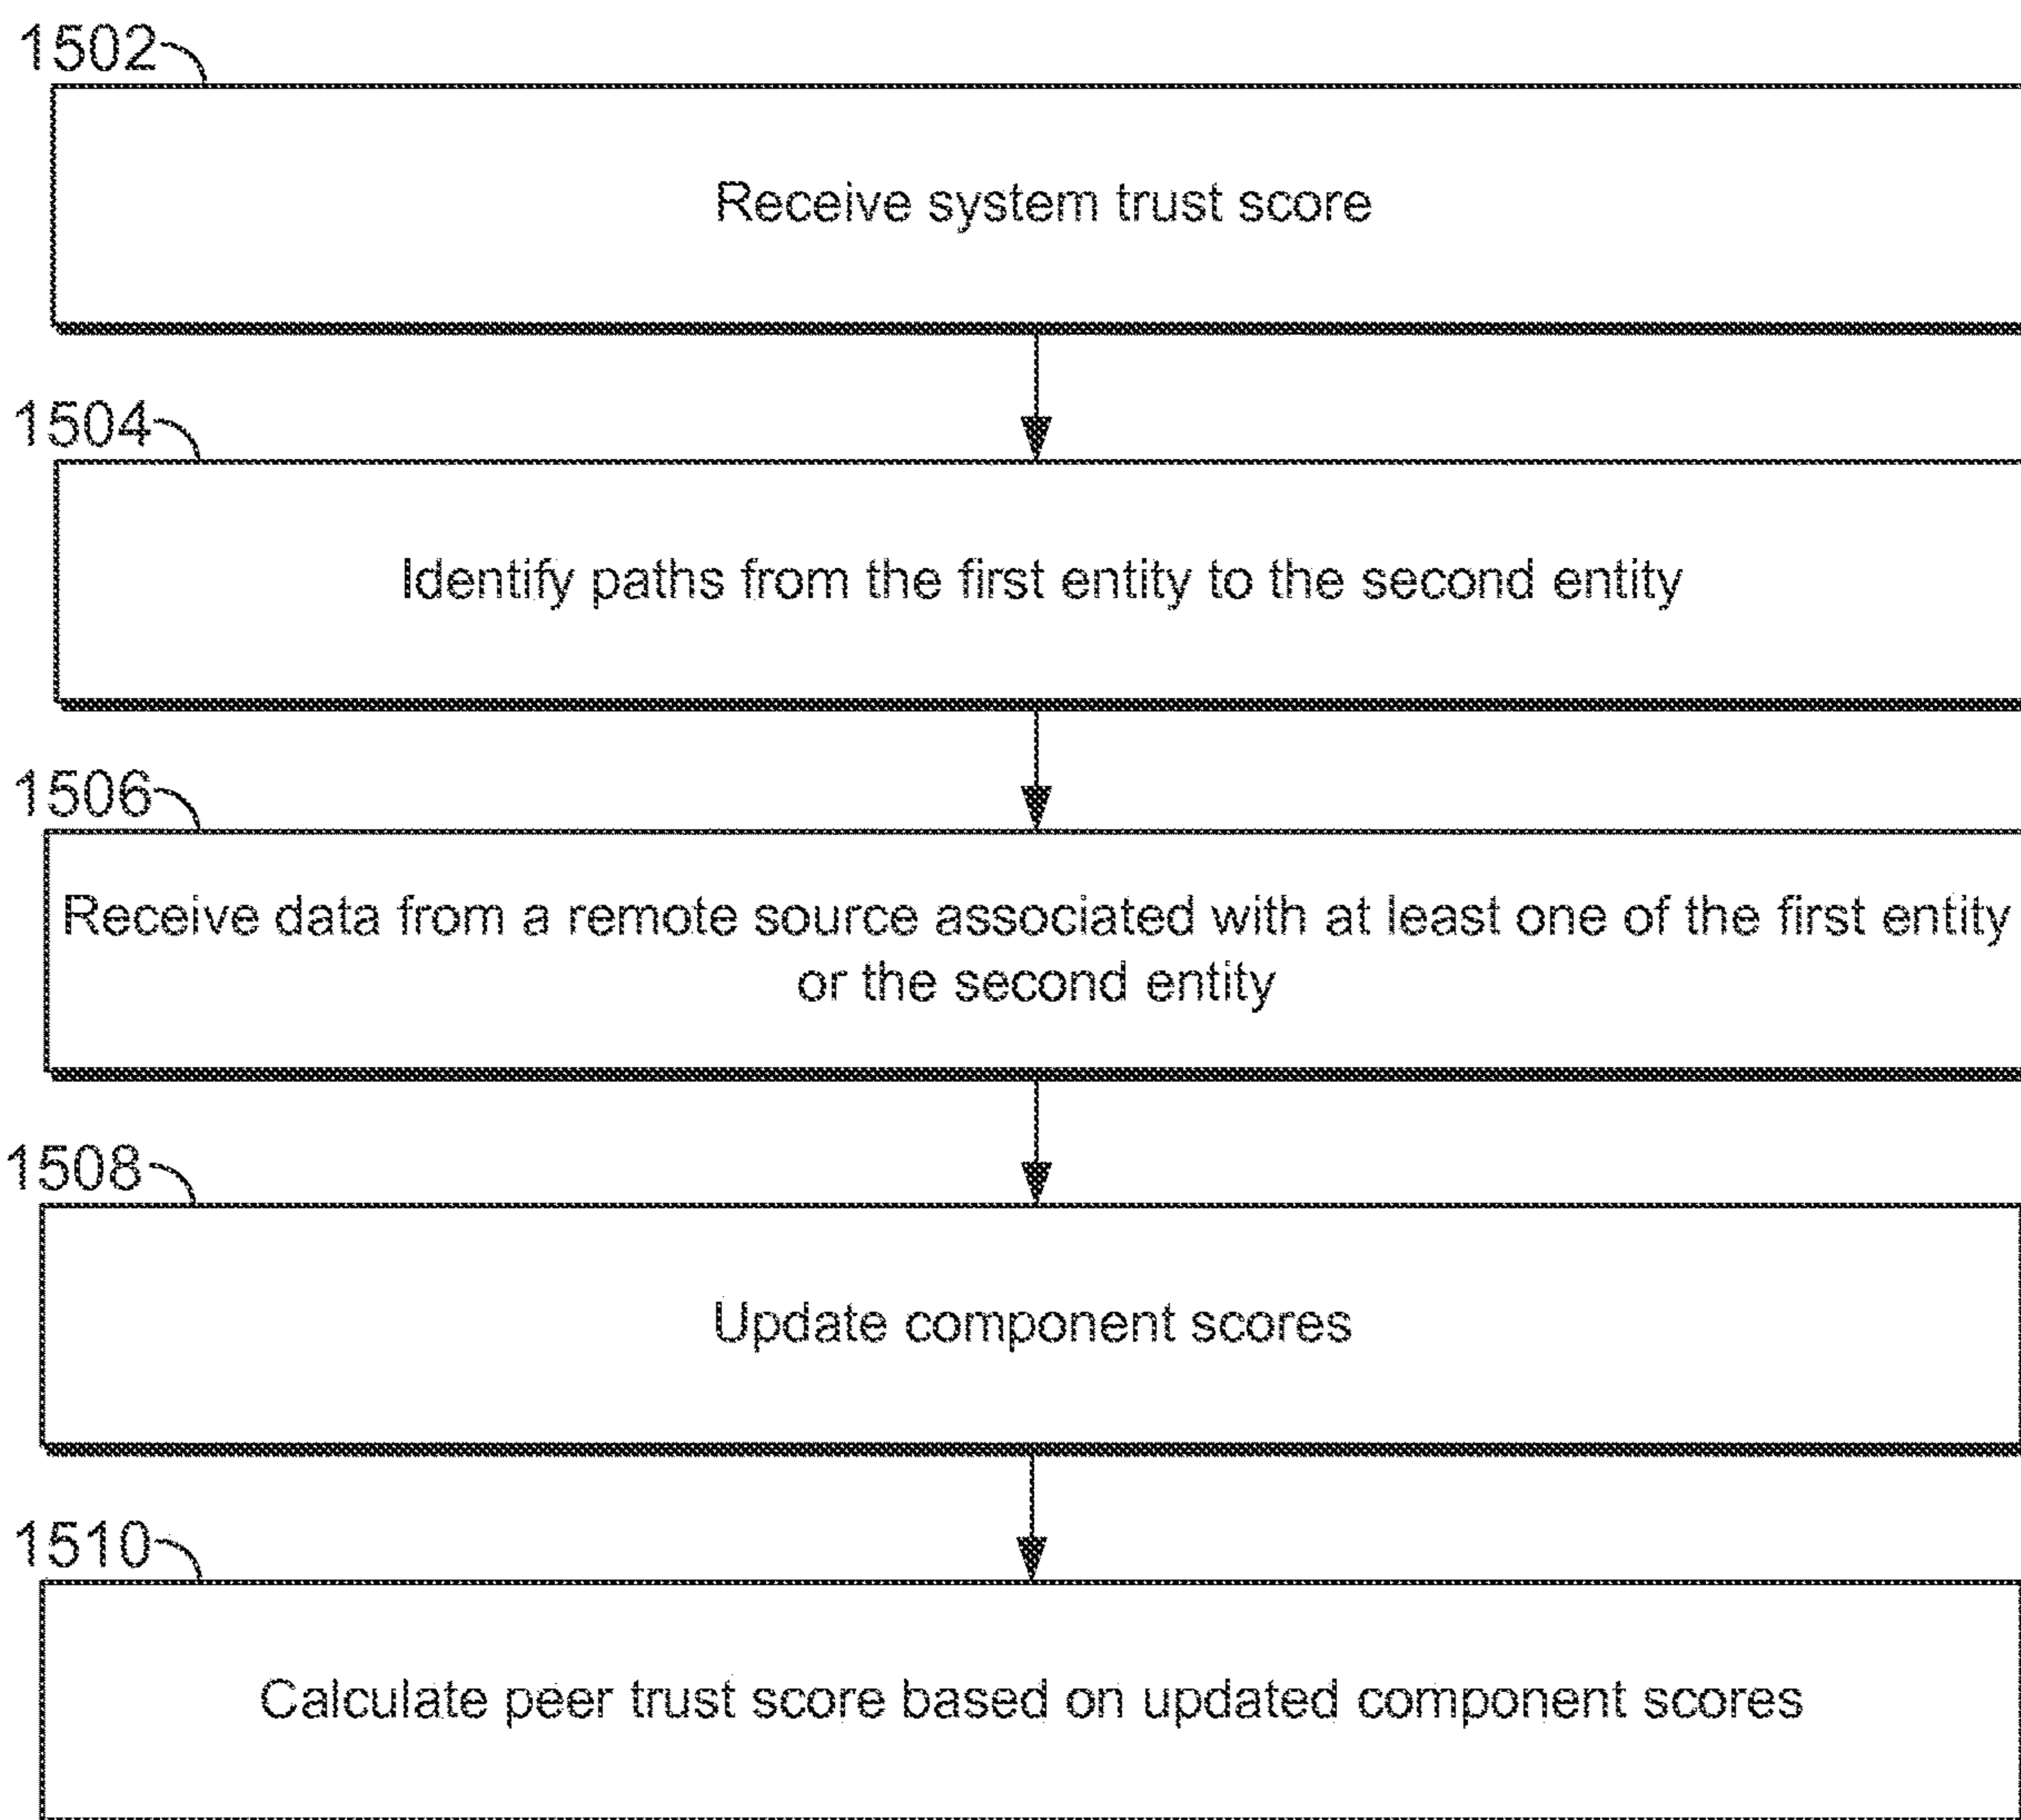 1502
Receive system trust score
1504
Identify paths from the first entity to the second entity
1506
Receive data from a remote source associated with at least one of the first entity
or the second entity
1508
Update component scores
1510
Calculate peer trust score based on updated component scores